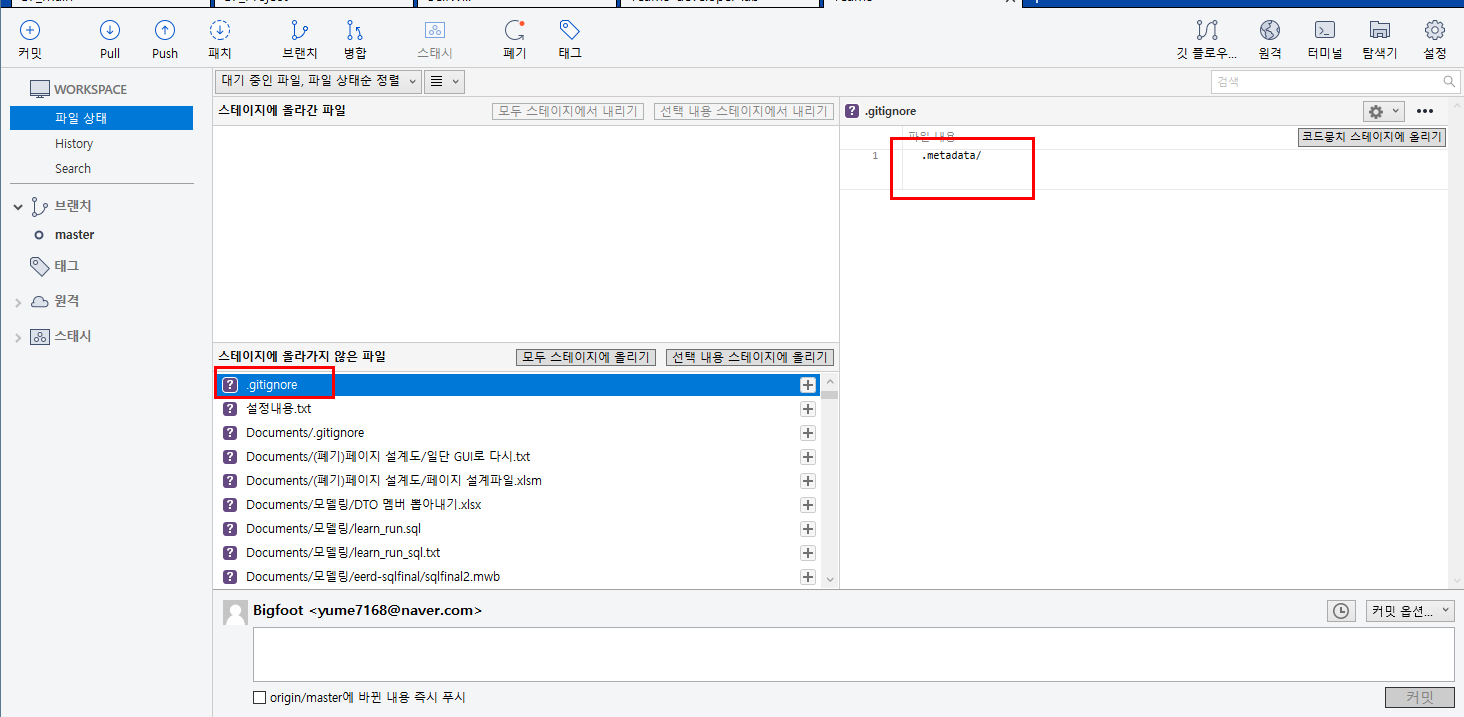 커밋 Pull Push 패치 브랜치 병합 스태시 폐기 태그 깃 플로우... 원격 터미널 탐색기 설정
WORKSPACE
파일 상태
History
Search
브랜치
master
태그
원격
스태시
대기 중인 파일, 파일 상태순 정렬
검색
스테이지에 올라간 파일 모두 스테이지에서 내리기 선택 내용 스테이지에서 내리기
스테이지에 올라가지 않은 파일 모두 스테이지에 올리기 선택 내용 스테이지에 올리기
.gitignore
설정내용.txt
Documents/.gitignore
Documents/(폐기)페이지 설계도/일단 GUI로 다시.txt
Documents/(폐기)페이지 설계도/페이지 설계파일.xlsm
Documents/모델링/DTO 멤버 뽑아내기.xlsx
Documents/모델링/learn_run.sql
Documents/모델링/learn_run_sql.txt
Documents/모델링/eerd-sqlfinal/sqlfinal2.mwb
.gitignore
파일 내용 코드뭉치 스테이지에 올리기
1 .metadata/
Bigfoot <yume7168@naver.com> 커밋 옵션...
origin/master에 바뀐 내용 즉시 푸시
커밋